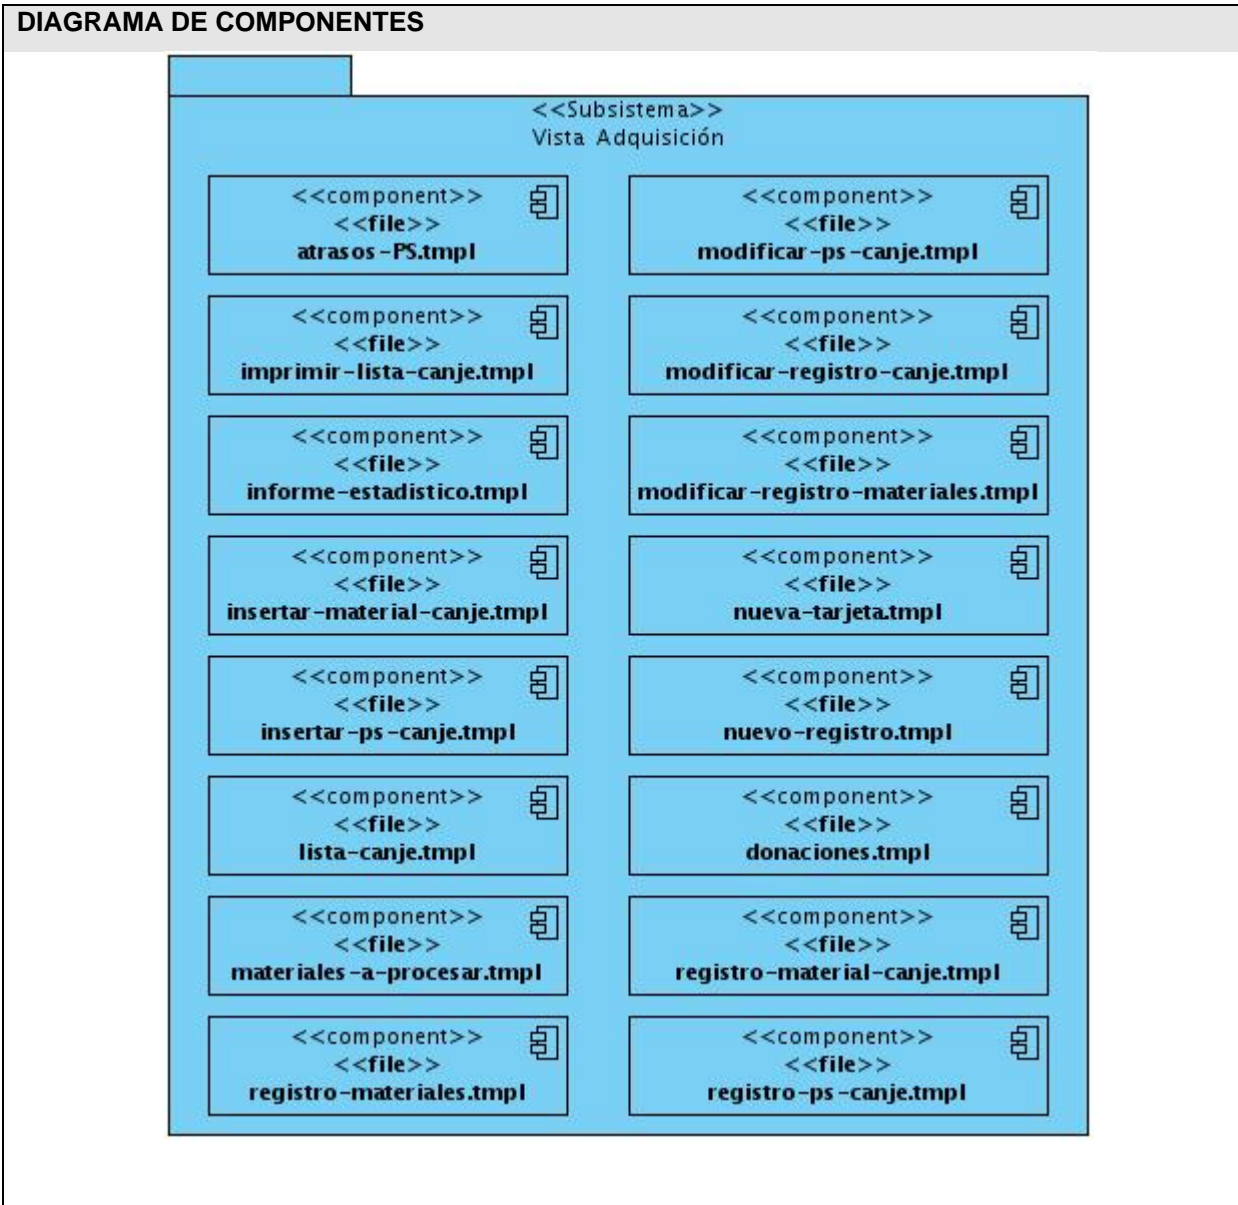 DIAGRAMA DE COMPONENTES
<<Subsistema>>
Vista Adquisición
<<component>>
<<file>>
atrasos-PS.tmpl
<<component>>
<<file>>
modificar-ps-canje.tmpl
<<component>>
<<file>>
imprimir-lista-canje.tmpl
<<component>>
<<file>>
modificar-registro-canje.tmpl
<<component>>
<<file>>
informe-estadistico.tmpl
<<component>>
<<file>>
modificar-registro-materiales.tmpl
<<component>>
<<file>>
insertar-material-canje.tmpl
<<component>>
<<file>>
nueva-tarjeta.tmpl
<<component>>
<<file>>
insertar-ps-canje.tmpl
<<component>>
<<file>>
nuevo-registro.tmpl
<<component>>
<<file>>
lista-canje.tmpl
<<component>>
<<file>>
donaciones.tmpl
<<component>>
<<file>>
materiales-a-procesar.tmpl
<<component>>
<<file>>
registro-material-canje.tmpl
<<component>>
<<file>>
registro-materiales.tmpl
<<component>>
<<file>>
registro-ps-canje.tmpl